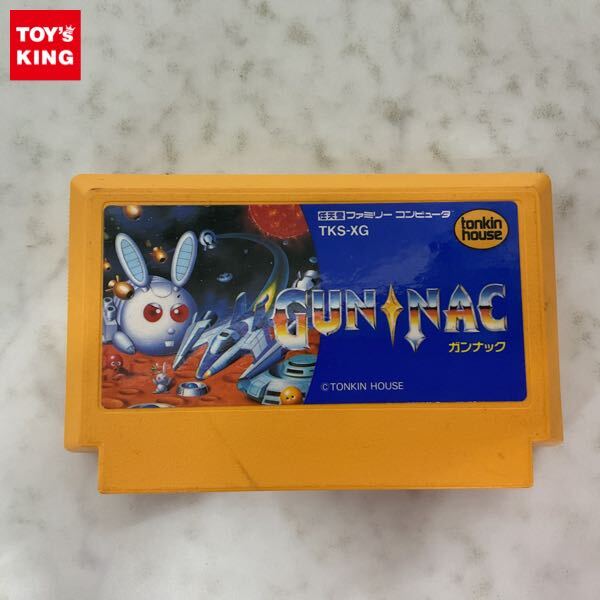 TOY's
KING
任天堂 ファミリー コンピュータ
TKS-XG
tonkin
house
GUN NAC
ガンナック
© TONKIN HOUSE